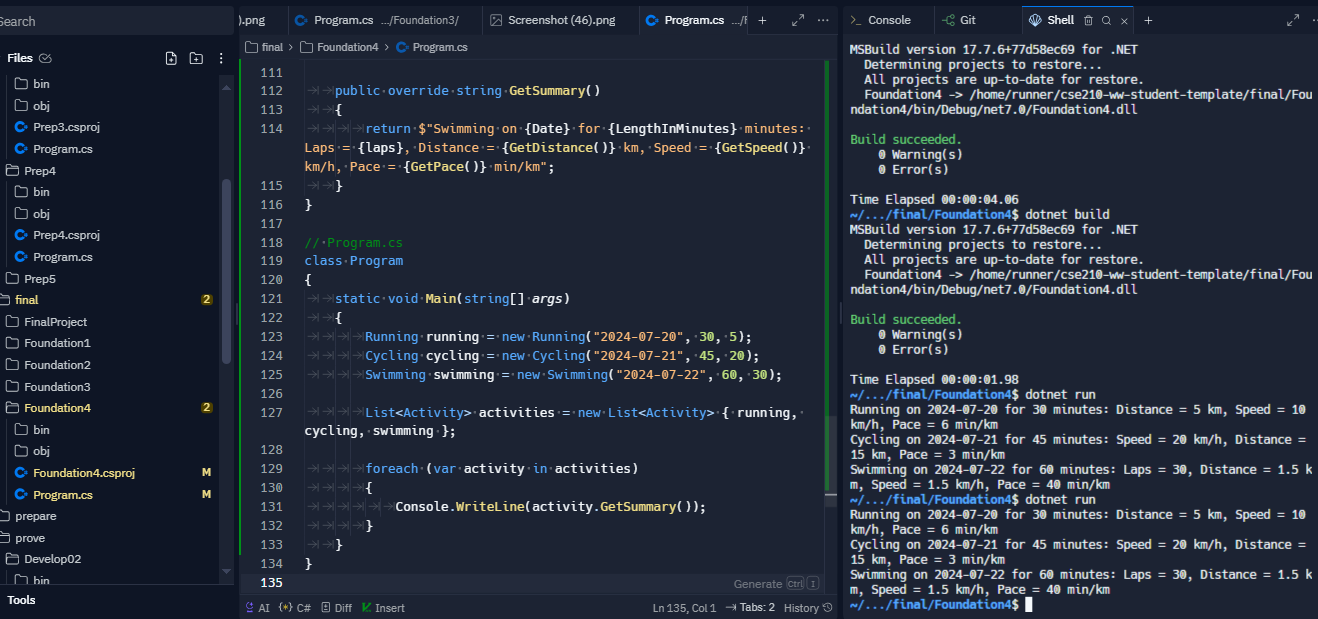 Search
Files
bin
obj
Prep3.csproj
Program.cs
Prep4
bin
obj
Prep4.csproj
Program.cs
Prep5
final 2
FinalProject
Foundation1
Foundation2
Foundation3
Foundation4 2
bin
obj
Foundation4.csproj M
Program.cs M
prepare
prove
Develop02
bin
Tools
).png Program.cs .../Foundation3/ Screenshot (46).png Program.cs .../F
final > Foundation4 > Program.cs
111
112 public override string GetSummary()
113 {
114 return $"Swimming on {Date} for {LengthInMinutes} minutes:
Laps = {laps}, Distance = {GetDistance()} km, Speed = {GetSpeed()}
km/h, Pace = {GetPace()} min/km";
115 }
116 }
117
118 // Program.cs
119 class Program
120 {
121 static void Main(string[] args)
122 {
123 Running running = new Running("2024-07-20", 30, 5);
124 Cycling cycling = new Cycling("2024-07-21", 45, 20);
125 Swimming swimming = new Swimming("2024-07-22", 60, 30);
126
127 List<Activity> activities = new List<Activity> { running,
cycling, swimming };
128
129 foreach (var activity in activities)
130 {
131 Console.WriteLine(activity.GetSummary());
132 }
133 }
134 }
135
Generate Ctrl I
AI C# Diff Insert Ln 135, Col 1 Tabs: 2 History
Console Git Shell
MSBuild version 17.7.6+77d58ec69 for .NET
Determining projects to restore...
All projects are up-to-date for restore.
Foundation4 -> /home/runner/cse210-ww-student-template/final/Fou
ndation4/bin/Debug/net7.0/Foundation4.dll
Build succeeded.
0 Warning(s)
0 Error(s)
Time Elapsed 00:00:04.06
~/.../final/Foundation4$ dotnet build
MSBuild version 17.7.6+77d58ec69 for .NET
Determining projects to restore...
All projects are up-to-date for restore.
Foundation4 -> /home/runner/cse210-ww-student-template/final/Fou
ndation4/bin/Debug/net7.0/Foundation4.dll
Build succeeded.
0 Warning(s)
0 Error(s)
Time Elapsed 00:00:01.98
~/.../final/Foundation4$ dotnet run
Running on 2024-07-20 for 30 minutes: Distance = 5 km, Speed = 10
km/h, Pace = 6 min/km
Cycling on 2024-07-21 for 45 minutes: Speed = 20 km/h, Distance =
15 km, Pace = 3 min/km
Swimming on 2024-07-22 for 60 minutes: Laps = 30, Distance = 1.5 k
m, Speed = 1.5 km/h, Pace = 40 min/km
~/.../final/Foundation4$ dotnet run
Running on 2024-07-20 for 30 minutes: Distance = 5 km, Speed = 10
km/h, Pace = 6 min/km
Cycling on 2024-07-21 for 45 minutes: Speed = 20 km/h, Distance =
15 km, Pace = 3 min/km
Swimming on 2024-07-22 for 60 minutes: Laps = 30, Distance = 1.5 k
m, Speed = 1.5 km/h, Pace = 40 min/km
~/.../final/Foundation4$